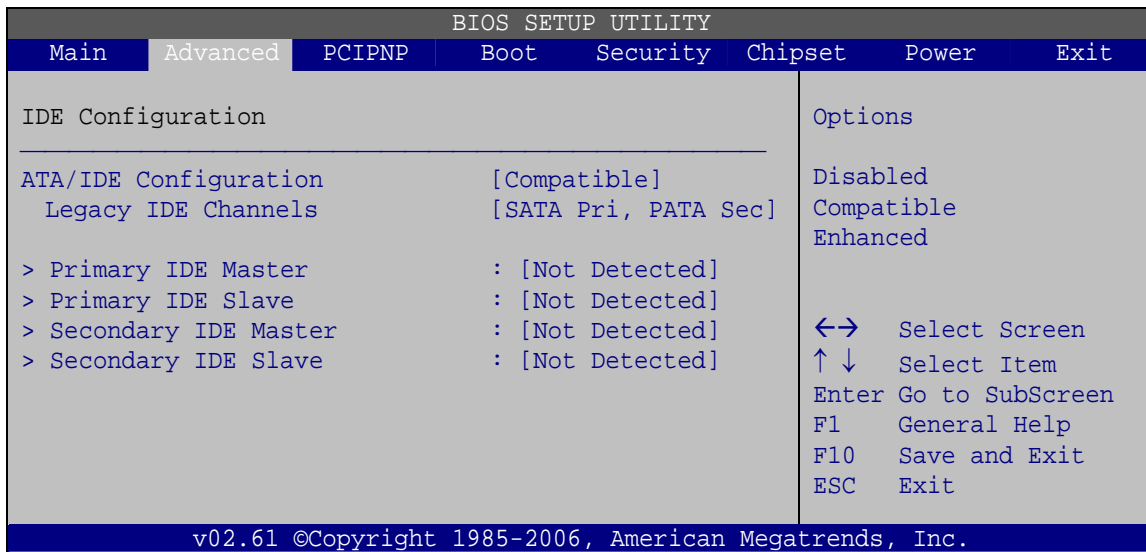 BIOS SETUP UTILITY
Main Advanced PCIPNP Boot Security Chipset Power Exit
IDE Configuration
ATA/IDE Configuration [Compatible]
Legacy IDE Channels [SATA Pri, PATA Sec]
> Primary IDE Master : [Not Detected]
> Primary IDE Slave : [Not Detected]
> Secondary IDE Master : [Not Detected]
> Secondary IDE Slave : [Not Detected]
Options
Disabled
Compatible
Enhanced
←→ Select Screen
↑ ↓ Select Item
Enter Go to SubScreen
F1 General Help
F10 Save and Exit
ESC Exit
v02.61 ©Copyright 1985-2006, American Megatrends, Inc.